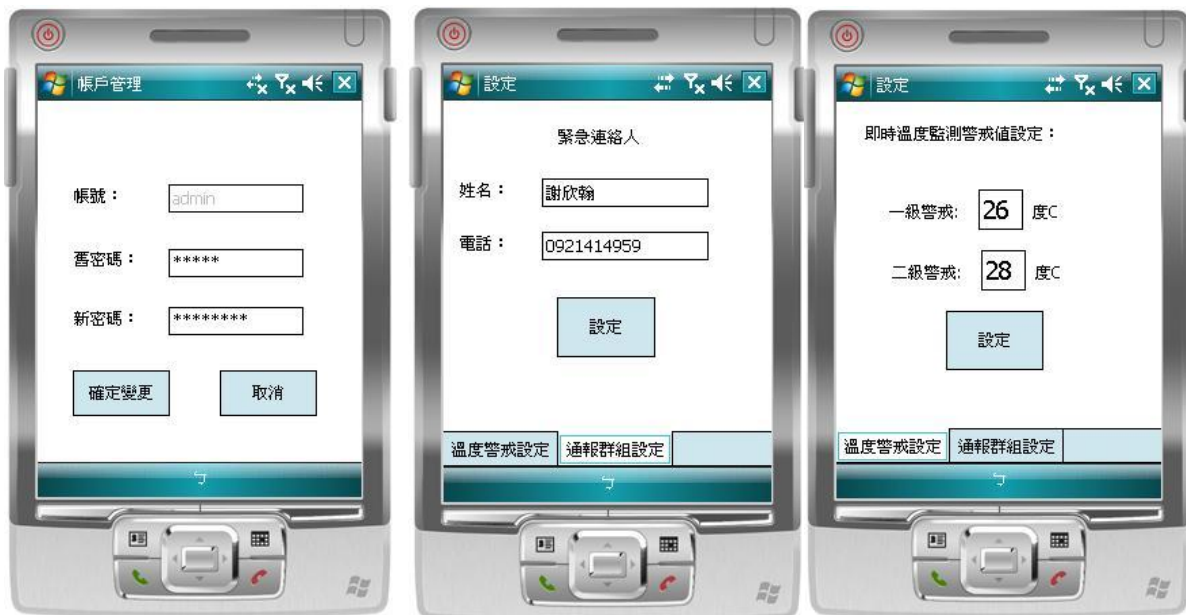 帳戶管理
帳號：
admin
舊密碼：
*****
新密碼：
********
確定變更
取消
ㄅ
設定
緊急連絡人
姓名：
謝欣翰
電話：
0921414959
設定
溫度警戒設定
通報群組設定
ㄅ
設定
即時溫度監測警戒值設定：
一級警戒:
26
度C
二級警戒:
28
度C
設定
溫度警戒設定
通報群組設定
ㄅ